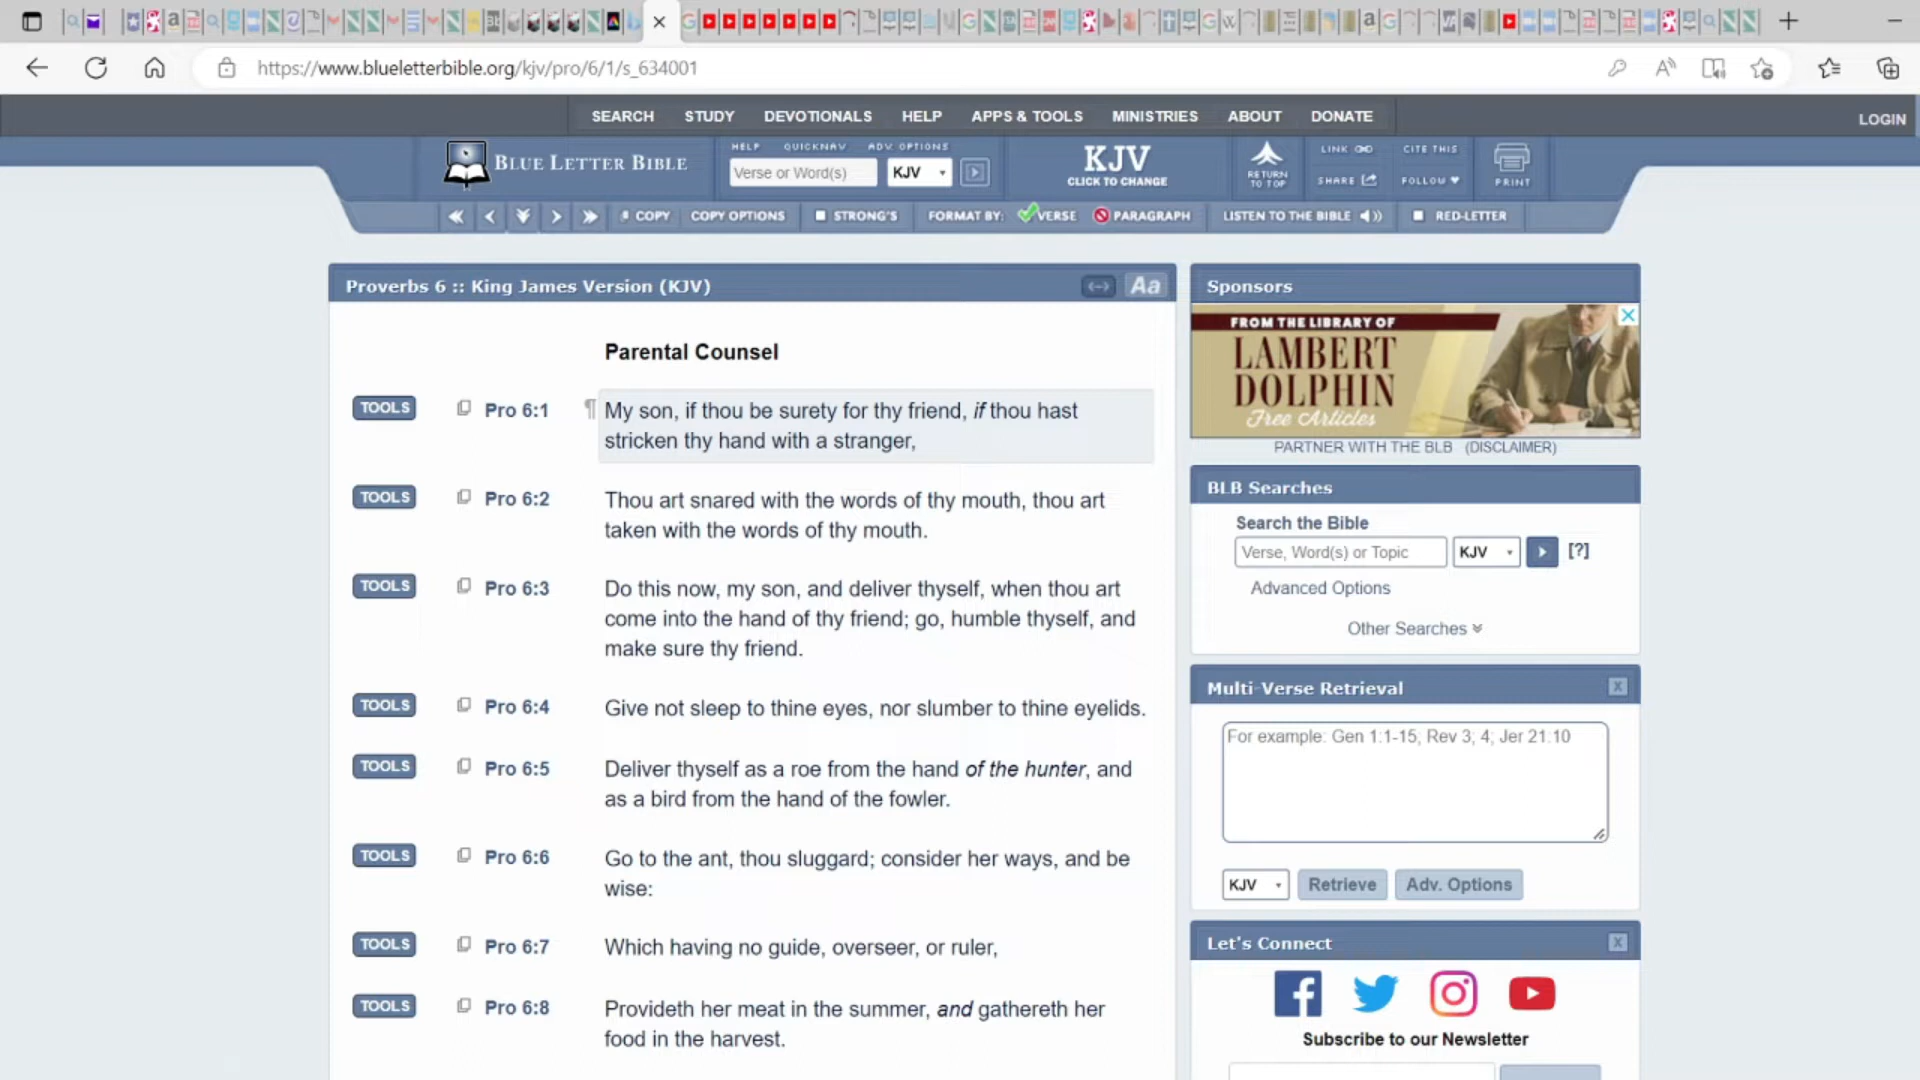 https://www.blueletterbible.org/kjv/pro/6/1/s_634001
SEARCH STUDY DEVOTIONALS HELP APPS & TOOLS MINISTRIES ABOUT DONATE
LOGIN
BLUE LETTER BIBLE
HELP QUICKNAV ADV. OPTIONS
Verse or Word(s) KJV
KJV
CLICK TO CHANGE
RETURN
TO TOP
LINK CITE THIS
SHARE FOLLOW
PRINT
COPY COPY OPTIONS STRONG'S FORMAT BY: VERSE PARAGRAPH LISTEN TO THE BIBLE RED-LETTER
Proverbs 6 :: King James Version (KJV)
Aa
Parental Counsel
TOOLS Pro 6:1 ¶ My son, if thou be surety for thy friend, if thou hast
stricken thy hand with a stranger,
TOOLS Pro 6:2 Thou art snared with the words of thy mouth, thou art
taken with the words of thy mouth.
TOOLS Pro 6:3 Do this now, my son, and deliver thyself, when thou art
come into the hand of thy friend; go, humble thyself, and
make sure thy friend.
TOOLS Pro 6:4 Give not sleep to thine eyes, nor slumber to thine eyelids.
TOOLS Pro 6:5 Deliver thyself as a roe from the hand of the hunter, and
as a bird from the hand of the fowler.
TOOLS Pro 6:6 Go to the ant, thou sluggard; consider her ways, and be
wise:
TOOLS Pro 6:7 Which having no guide, overseer, or ruler,
TOOLS Pro 6:8 Provideth her meat in the summer, and gathereth her
food in the harvest.
Sponsors
FROM THE LIBRARY OF
LAMBERT
DOLPHIN
Free Articles
PARTNER WITH THE BLB (DISCLAIMER)
BLB Searches
Search the Bible
Verse, Word(s) or Topic KJV [?]
Advanced Options
Other Searches
Multi-Verse Retrieval
For example: Gen 1:1-15; Rev 3; 4; Jer 21:10
KJV Retrieve Adv. Options
Let's Connect
Subscribe to our Newsletter